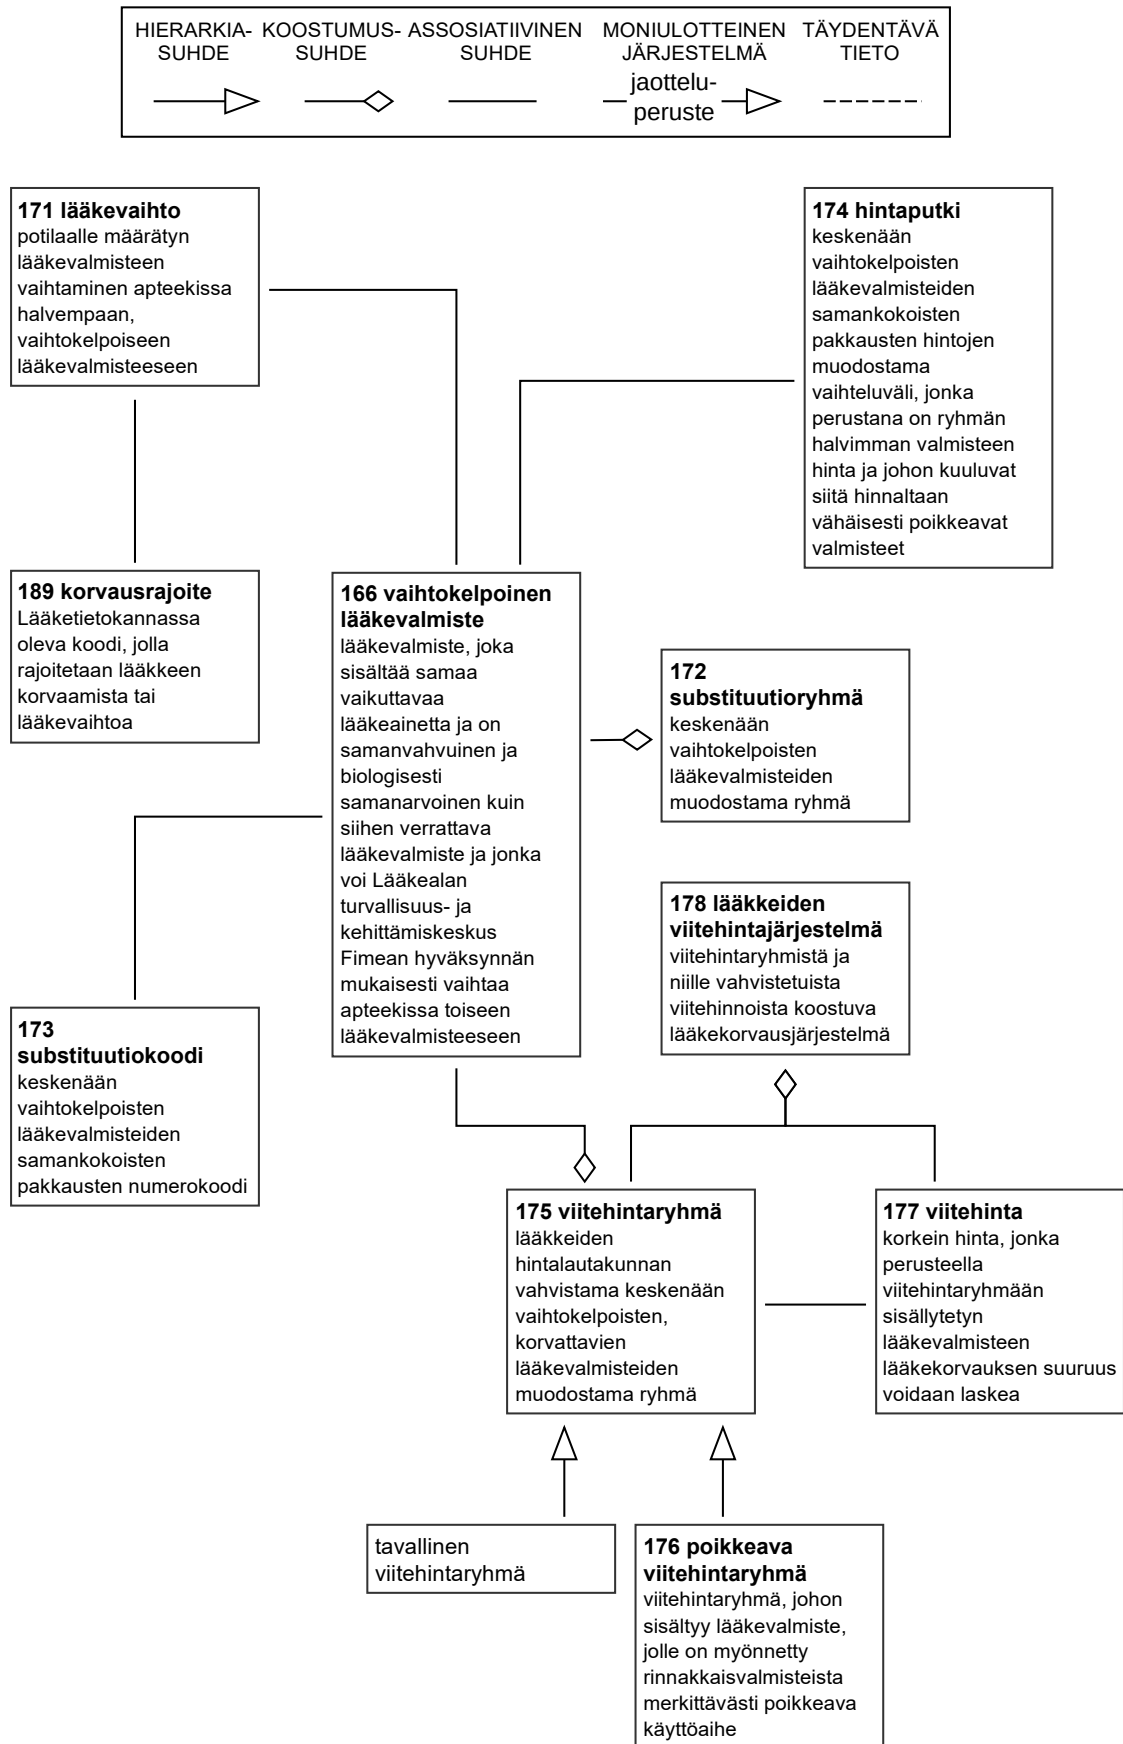 HIERARKIA-
SUHDE
KOOSTUMUS-
SUHDE
ASSOSIATIIVINEN
SUHDE
MONIULOTTEINEN
JÄRJESTELMÄ
jaottelu-
peruste
TÄYDENTÄVÄ
TIETO
171 lääkevaihto
potilaalle määrätyn
lääkevalmisteen
vaihtaminen apteekissa
halvempaan,
vaihtokelpoiseen
lääkevalmisteeseen
174 hintaputki
keskenään
vaihtokelpoisten
lääkevalmisteiden
samankokoisten
pakkausten hintojen
muodostama
vaihteluväli, jonka
perustana on ryhmän
halvimman valmisteen
hinta ja johon kuuluvat
siitä hinnaltaan
vähäisesti poikkeavat
valmisteet
189 korvausrajoite
Lääketietokannassa
oleva koodi, jolla
rajoitetaan lääkkeen
korvaamista tai
lääkevaihtoa
166 vaihtokelpoinen
lääkevalmiste
lääkevalmiste, joka
sisältää samaa
vaikuttavaa
lääkeainetta ja on
samanvahvuinen ja
biologisesti
samanarvoinen kuin
siihen verrattava
lääkevalmiste ja jonka
voi Lääkealan
turvallisuus- ja
kehittämiskeskus
Fimean hyväksynnän
mukaisesti vaihtaa
apteekissa toiseen
lääkevalmisteeseen
172
substituutioryhmä
keskenään
vaihtokelpoisten
lääkevalmisteiden
muodostama ryhmä
178 lääkkeiden
viitehintajärjestelmä
viitehintaryhmistä ja
niille vahvistetuista
viitehinnoista koostuva
lääkekorvausjärjestelmä
173
substituutiokoodi
keskenään
vaihtokelpoisten
lääkevalmisteiden
samankokoisten
pakkausten numerokoodi
175 viitehintaryhmä
lääkkeiden
hintalautakunnan
vahvistama keskenään
vaihtokelpoisten,
korvattavien
lääkevalmisteiden
muodostama ryhmä
177 viitehinta
korkein hinta, jonka
perusteella
viitehintaryhmään
sisällytetyn
lääkevalmisteen
lääkekorvauksen suuruus
voidaan laskea
tavallinen
viitehintaryhmä
176 poikkeava
viitehintaryhmä
viitehintaryhmä, johon
sisältyy lääkevalmiste,
jolle on myönnetty
rinnakkaisvalmisteista
merkittävästi poikkeava
käyttöaihe